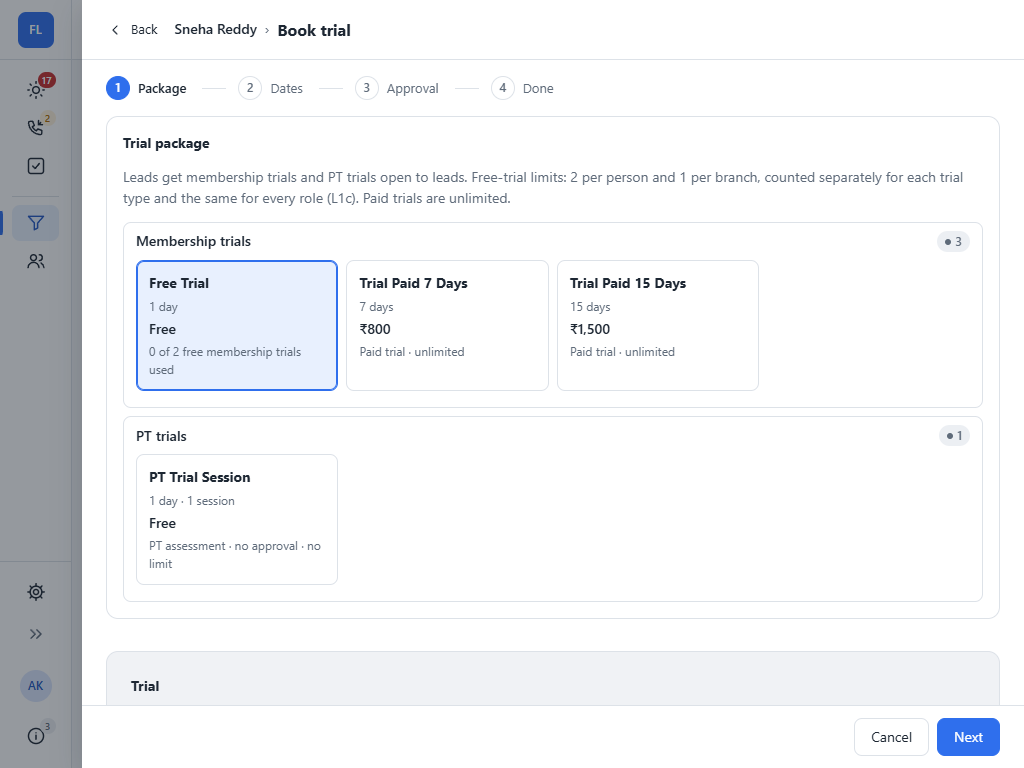 FL
Back
Sneha Reddy › Book trial
17
2
1 Package
2 Dates
3 Approval
4 Done
Trial package
Leads get membership trials and PT trials open to leads. Free-trial limits: 2 per person and 1 per branch, counted separately for each trial
type and the same for every role (L1c). Paid trials are unlimited.
Membership trials
3
Free Trial
1 day
Free
0 of 2 free membership trials
used
Trial Paid 7 Days
7 days
₹800
Paid trial · unlimited
Trial Paid 15 Days
15 days
₹1,500
Paid trial · unlimited
PT trials
1
PT Trial Session
1 day · 1 session
Free
PT assessment · no approval · no
limit
Trial
AK
3
Cancel
Next